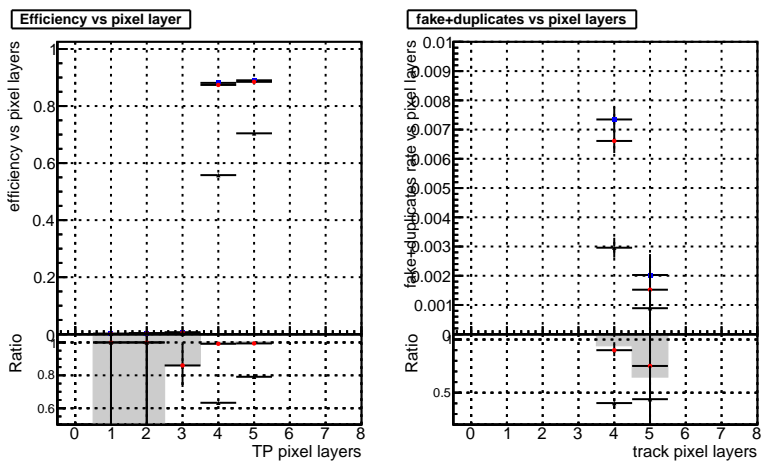 Efficiency vs pixel layer
efficiency vs pixel layers
1
0.8
0.6
0.4
0.2
0
Ratio
1
0.8
0.6
0 1 2 3 4 5 6 7 8
TP pixel layers
fake+duplicates vs pixel layers
fake+duplicates rate vs pixel layers
0.01
0.009
0.008
0.007
0.006
0.005
0.004
0.003
0.002
0.001
0
Ratio
1
0.5
0 1 2 3 4 5 6 7 8
track pixel layers